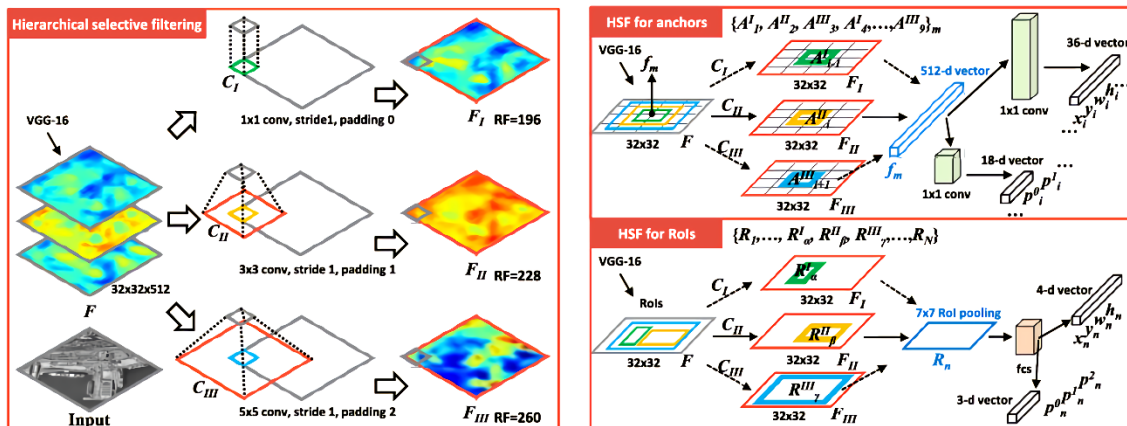 Hierarchical selective filtering
VGG-16
32x32x512
F
Input
C_I
1x1 conv, stride1, padding 0
F_I RF=196
C_II
3x3 conv, stride 1, padding 1
F_II RF=228
C_III
5x5 conv, stride 1, padding 2
F_III RF=260
HSF for anchors {A^I_1, A^II_2, A^III_3, A^I_4,...,A^III_9}_m
VGG-16
f_m
32x32 F
C_I
C_II
C_III
A^I_{i-1}
32x32 F_I
A^II_i
32x32 F_II
A^III_{i+1}
32x32 F_III
512-d vector
f_m
1x1 conv
36-d vector
x_i y_i w_i h_i ...
...
1x1 conv
18-d vector
p^0_i p^1_i ...
...
HSF for RoIs {R_1,..., R^I_α, R^II_β, R^III_γ,...,R_N}
VGG-16
RoIs
32x32 F
C_I
C_II
C_III
R^I_α
32x32 F_I
R^II_β
32x32 F_II
R^III_γ
32x32 F_III
7x7 RoI pooling
R_n
fcs
4-d vector
x_n y_n w_n h_n
3-d vector
p^0_n p^1_n p^2_n